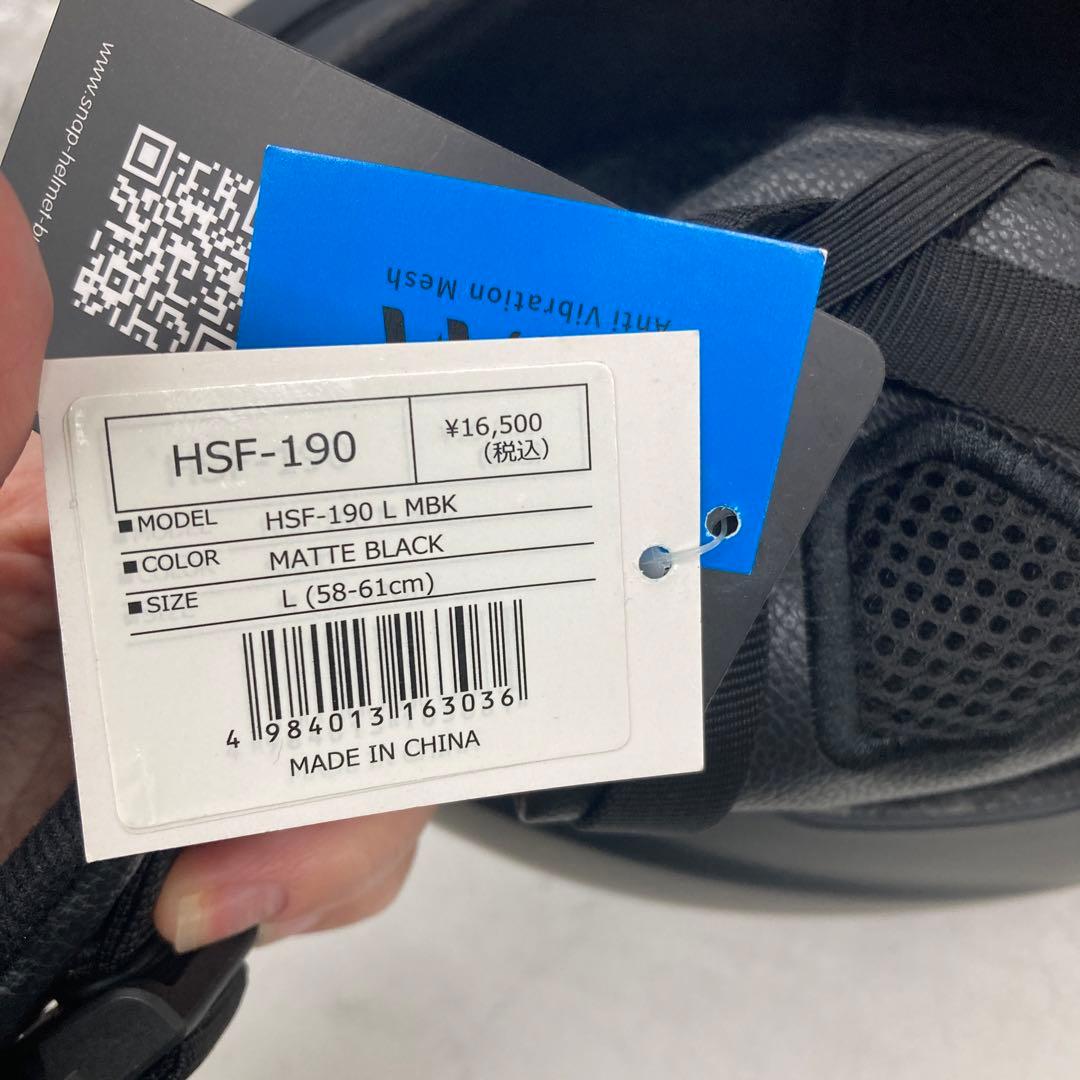 www.snap-helmet-b
Anti Vibration Mesh
HSF-190
¥16,500
(税込)
■MODEL HSF-190 L MBK
■COLOR MATTE BLACK
■SIZE L (58-61cm)
4 984013 163036
MADE IN CHINA